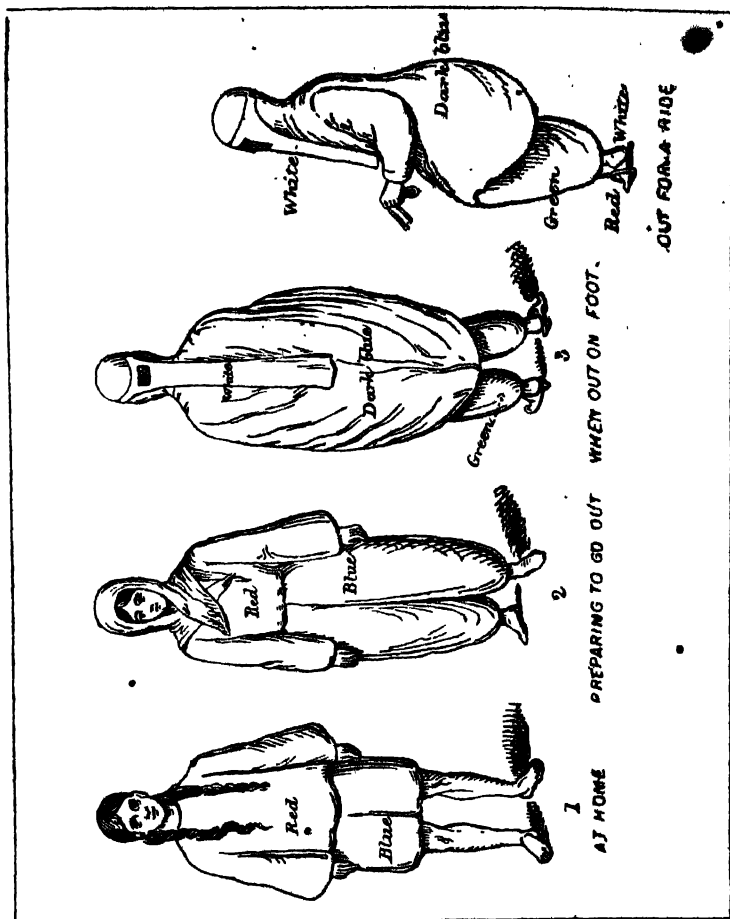 Red
Blue
1
AT HOME
Red
Blue
2
PREPARING TO GO OUT
White
Dark blue
Green
3
WHEN OUT ON FOOT.
White
Dark blue
Green
Red
White
OUT FOR A RIDE